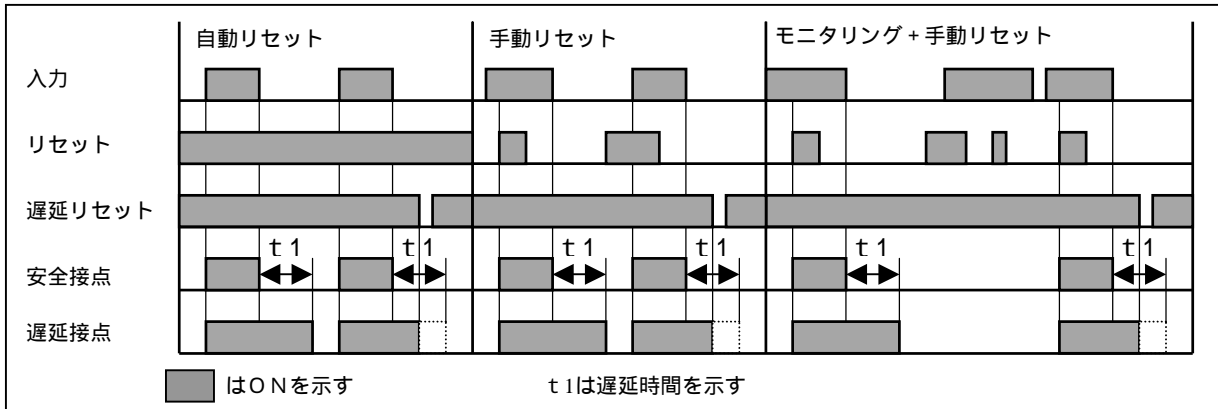 自動リセット
手動リセット
モニタリング+手動リセット
入力
リセット
遅延リセット
t1 t1 t1 t1 t1 t1
安全接点
遅延接点
はONを示す
t1は遅延時間を示す